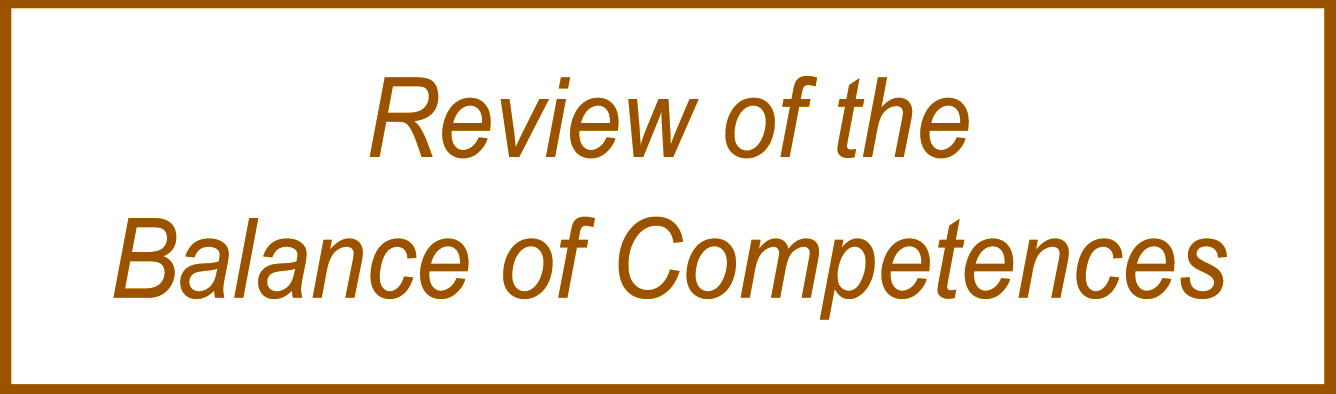 Review of the
Balance of Competences